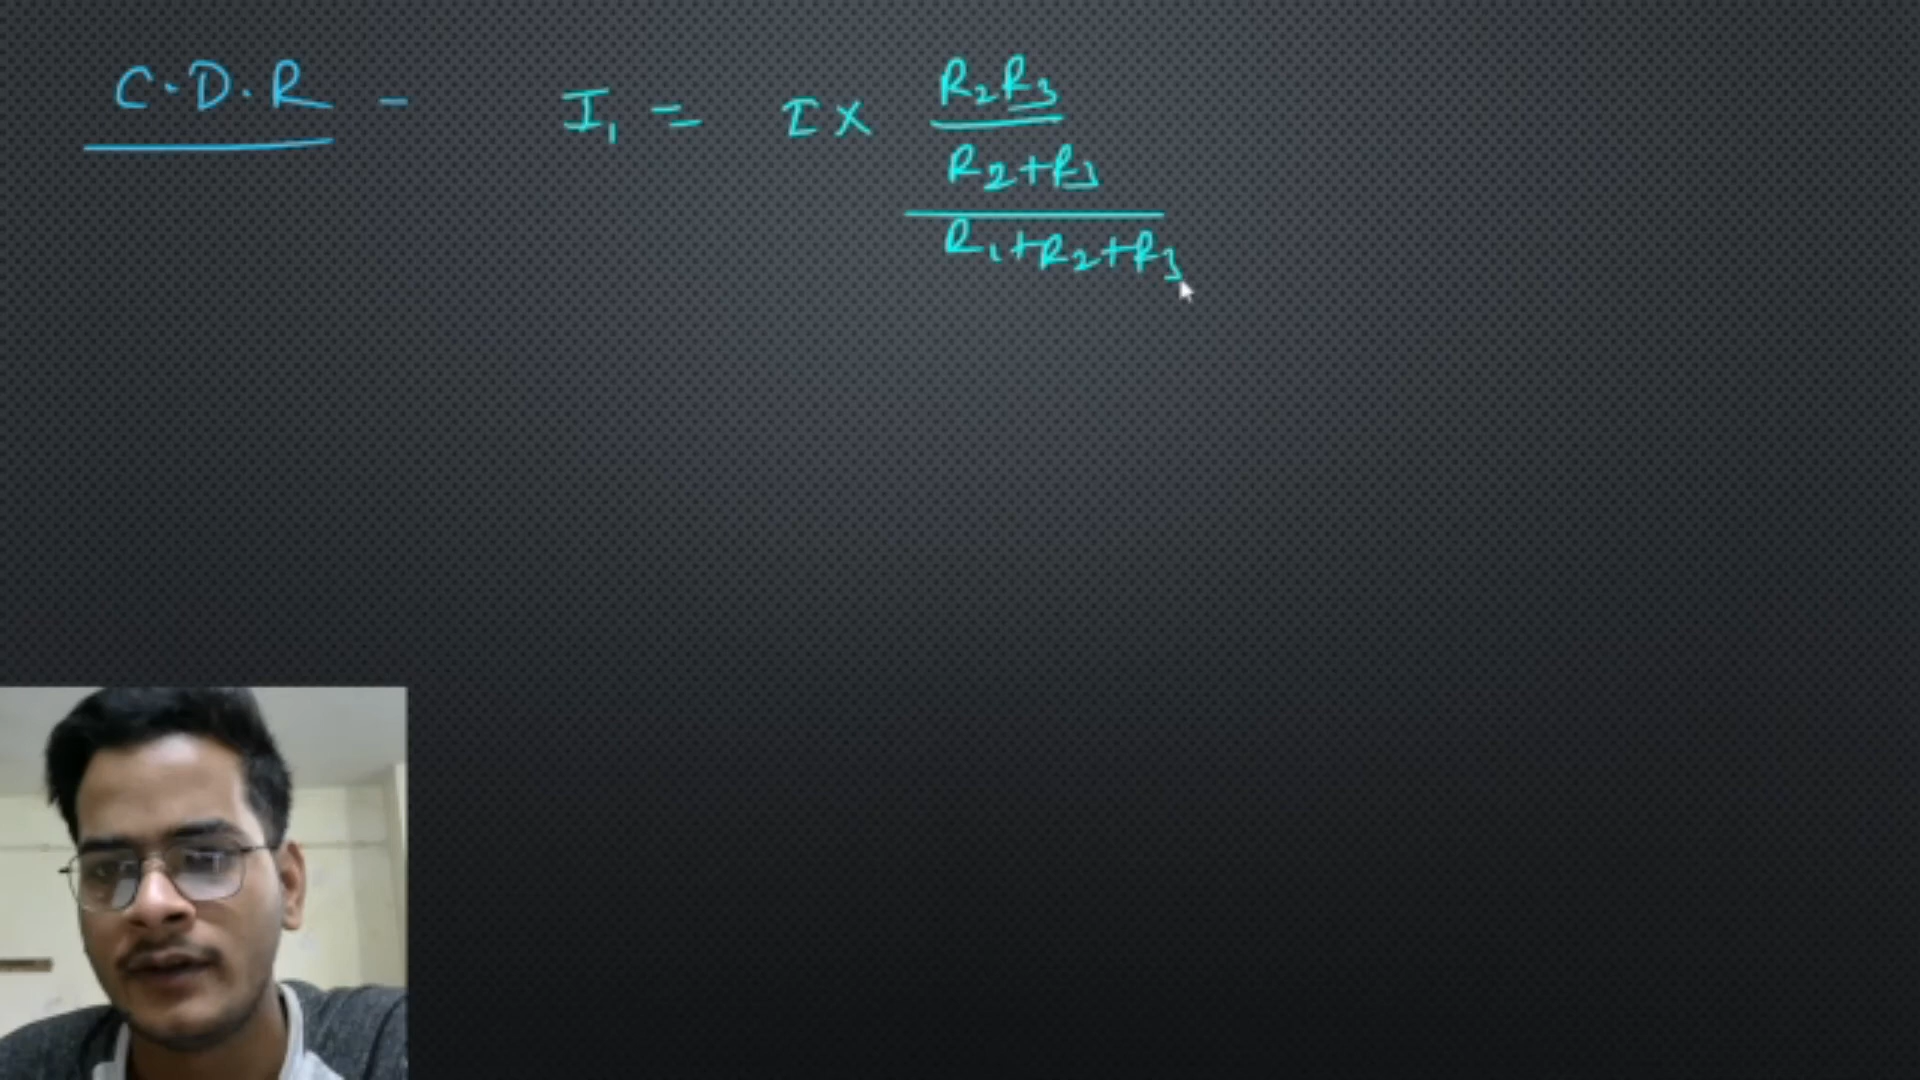 C.D.R - I₁ = I × R₂R₃
R₂+R₃
R₁+R₂+R₃